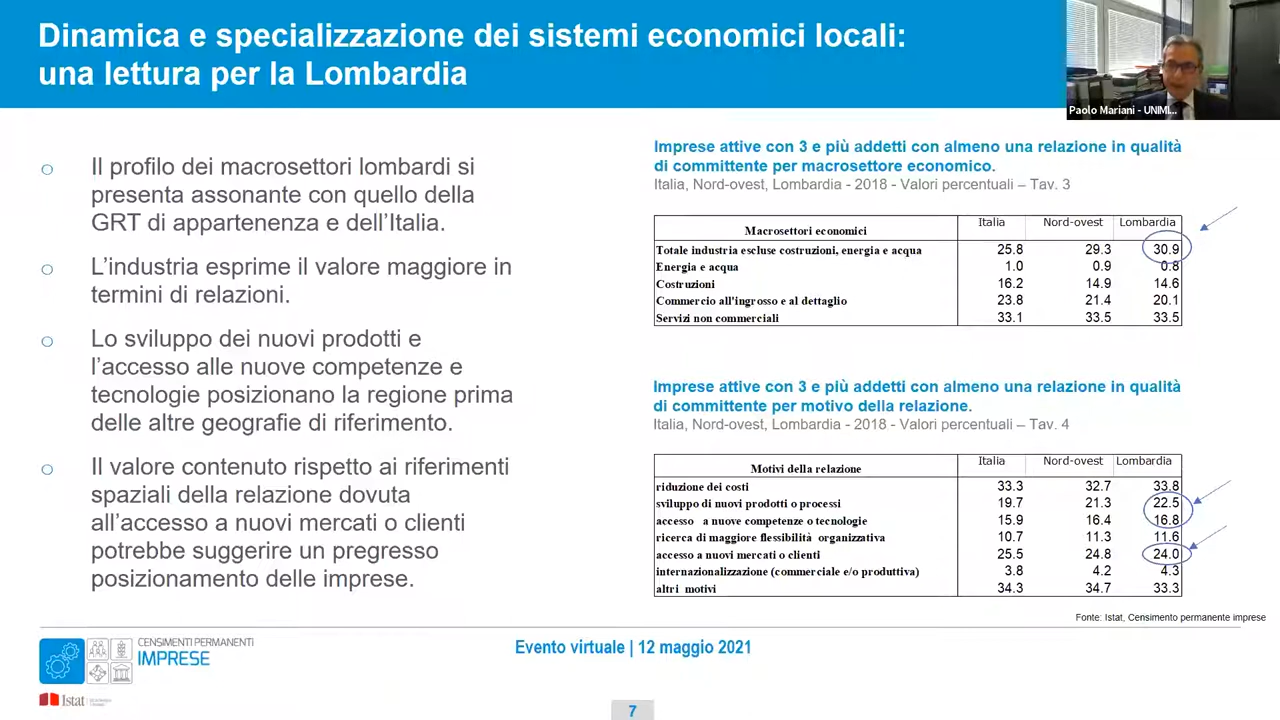 Dinamica e specializzazione dei sistemi economici locali:
una lettura per la Lombardia
Paolo Mariani - UNIMI...
o Il profilo dei macrosettori lombardi si
presenta assonante con quello della
GRT di appartenenza e dell'Italia.
o L'industria esprime il valore maggiore in
termini di relazioni.
o Lo sviluppo dei nuovi prodotti e
l'accesso alle nuove competenze e
tecnologie posizionano la regione prima
delle altre geografie di riferimento.
o Il valore contenuto rispetto ai riferimenti
spaziali della relazione dovuta
all'accesso a nuovi mercati o clienti
potrebbe suggerire un pregresso
posizionamento delle imprese.
Imprese attive con 3 e più addetti con almeno una relazione in qualità
di committente per macrosettore economico.
Italia, Nord-ovest, Lombardia - 2018 - Valori percentuali – Tav. 3
Macrosettori economici Italia Nord-ovest Lombardia
Totale industria escluse costruzioni, energia e acqua 25.8 29.3 30.9
Energia e acqua 1.0 0.9 0.8
Costruzioni 16.2 14.9 14.6
Commercio all'ingrosso e al dettaglio 23.8 21.4 20.1
Servizi non commerciali 33.1 33.5 33.5
Imprese attive con 3 e più addetti con almeno una relazione in qualità
di committente per motivo della relazione.
Italia, Nord-ovest, Lombardia - 2018 - Valori percentuali – Tav. 4
Motivi della relazione Italia Nord-ovest Lombardia
riduzione dei costi 33.3 32.7 33.8
sviluppo di nuovi prodotti o processi 19.7 21.3 22.5
accesso a nuove competenze o tecnologie 15.9 16.4 16.8
ricerca di maggiore flessibilità organizzativa 10.7 11.3 11.6
accesso a nuovi mercati o clienti 25.5 24.8 24.0
internazionalizzazione (commerciale e/o produttiva) 3.8 4.2 4.3
altri motivi 34.3 34.7 33.3
Fonte: Istat, Censimento permanente imprese
CENSIMENTI PERMANENTI
IMPRESE
Istat
Evento virtuale | 12 maggio 2021
7